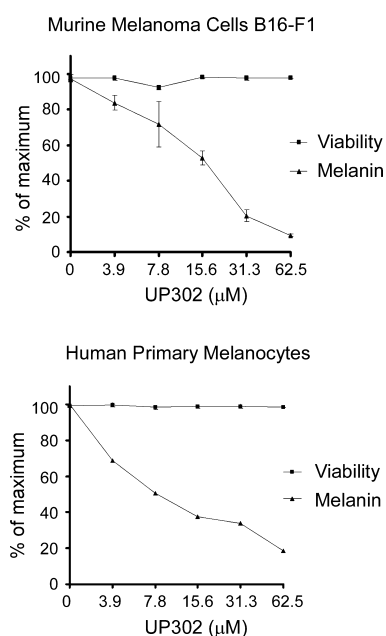 Murine Melanoma Cells B16-F1
% of maximum
100
80
60
40
20
0
0 3.9 7.8 15.6 31.3 62.5
UP302 (μM)
Viability
Melanin
Human Primary Melanocytes
% of maximum
100
80
60
40
20
0
0 3.9 7.8 15.6 31.3 62.5
UP302 (μM)
Viability
Melanin